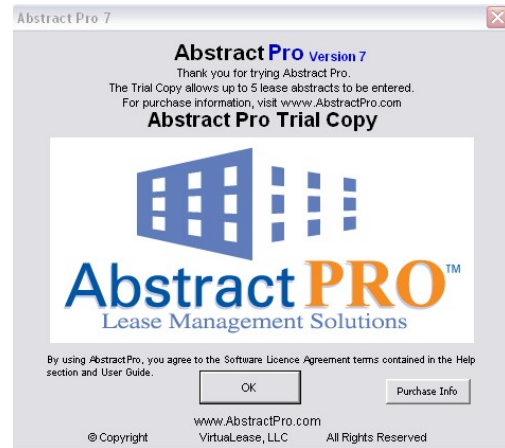 Abstract Pro 7
Abstract Pro Version 7
Thank you for trying Abstract Pro.
The Trial Copy allows up to 5 lease abstracts to be entered.
For purchase information, visit www.AbstractPro.com
Abstract Pro Trial Copy
Abstract PRO™
Lease Management Solutions
By using AbstractPro, you agree to the Software Licence Agreement terms contained in the Help
section and User Guide.
OK
Purchase Info
www.AbstractPro.com
© Copyright VirtuaLease, LLC All Rights Reserved